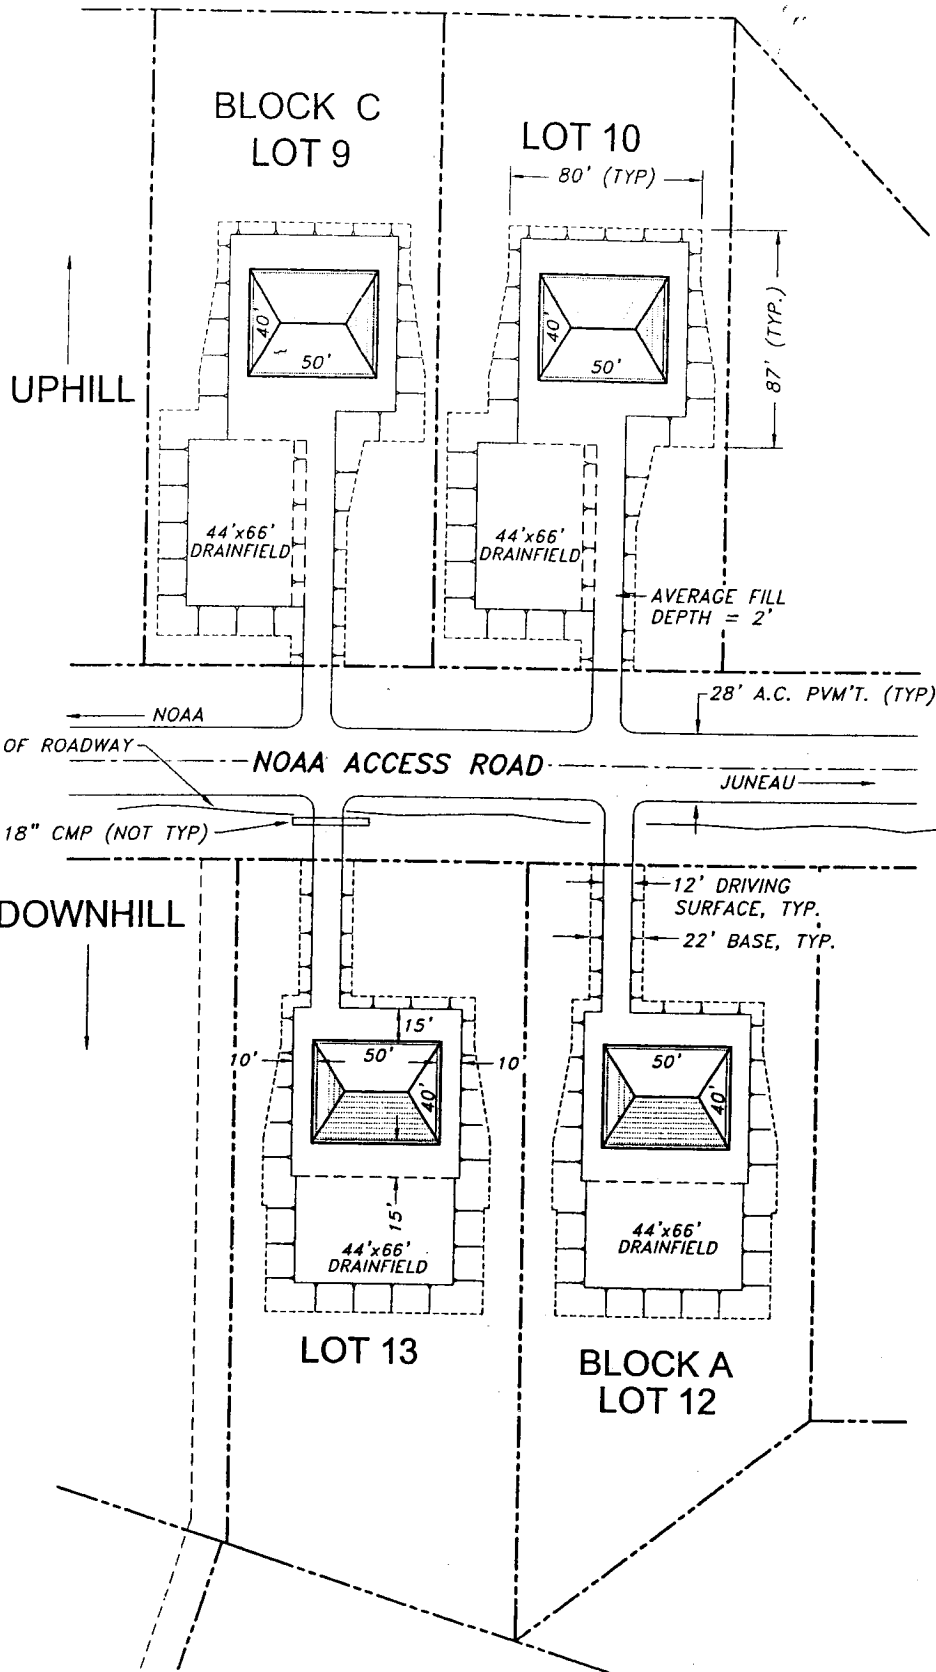 BLOCK C
LOT 9
LOT 10
80' (TYP)
40'
50'
40'
50'
87' (TYP.)
UPHILL
44'x66'
DRAINFIELD
44'x66'
DRAINFIELD
AVERAGE FILL
DEPTH = 2'
28' A.C. PVM'T. (TYP)
NOAA
OF ROADWAY
NOAA ACCESS ROAD
JUNEAU
18" CMP (NOT TYP)
12' DRIVING
SURFACE, TYP.
DOWNHILL
22' BASE, TYP.
15'
10'
50'
10'
40'
50'
40'
15'
44'x66'
DRAINFIELD
44'x66'
DRAINFIELD
LOT 13
BLOCK A
LOT 12